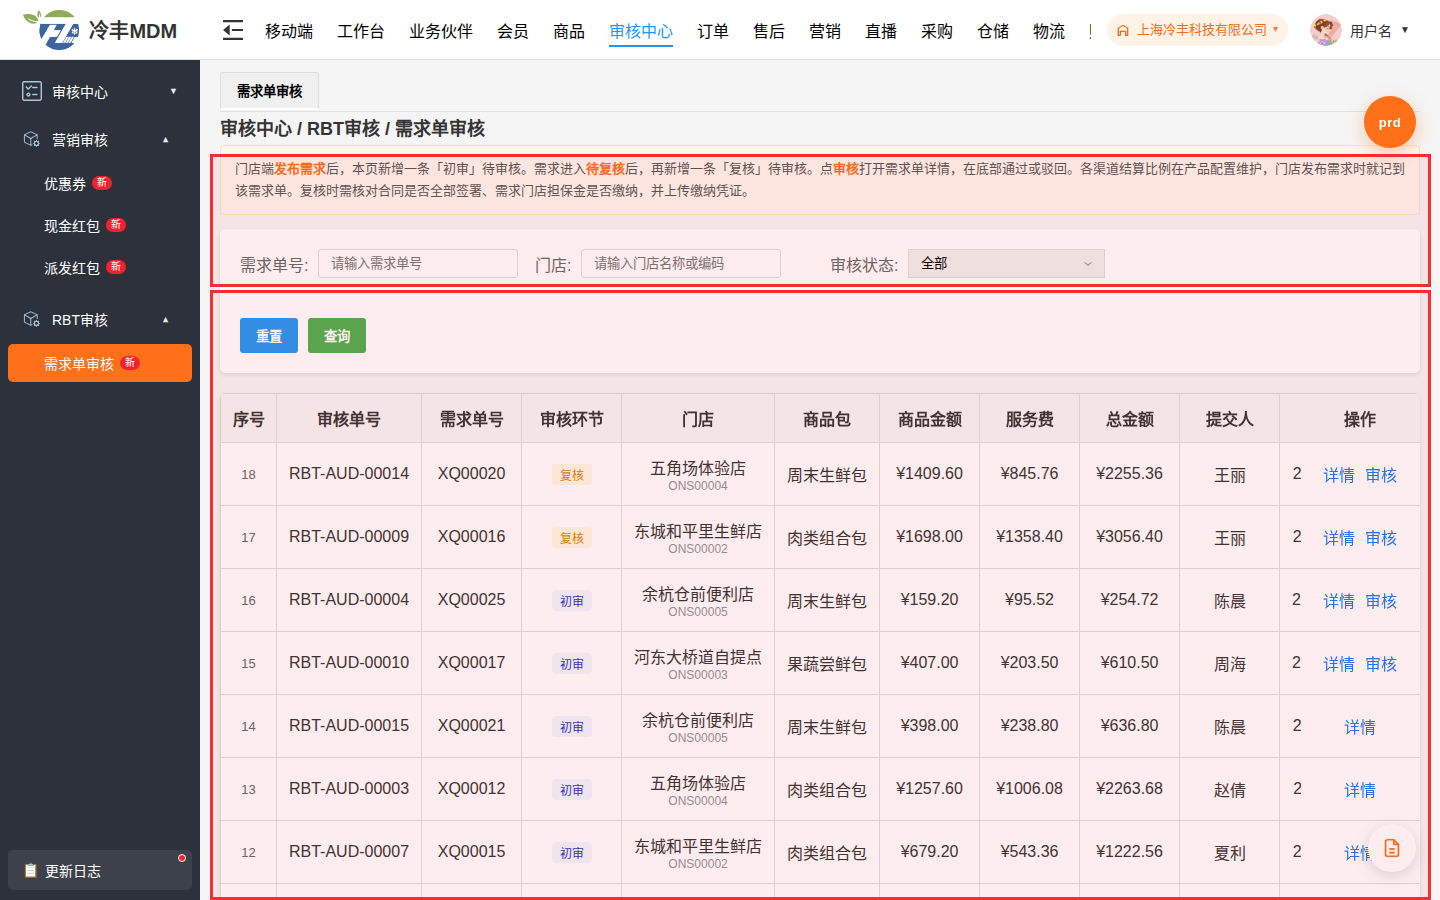 冷丰MDM
移动端 工作台 业务伙伴 会员 商品 审核中心 订单 售后 营销 直播 采购 仓储 物流
上海冷丰科技有限公司 ▾
用户名 ▼
审核中心 ▼
营销审核 ▲
优惠券 新
现金红包 新
派发红包 新
RBT审核 ▲
需求单审核 新
更新日志
需求单审核
审核中心 / RBT审核 / 需求单审核
prd
门店端发布需求后，本页新增一条「初审」待审核。需求进入待复核后，再新增一条「复核」待审核。点审核打开需求单详情，在底部通过或驳回。各渠道结算比例在产品配置维护，门店发布需求时就记到
该需求单。复核时需核对合同是否全部签署、需求门店担保金是否缴纳，并上传缴纳凭证。
需求单号: 请输入需求单号 门店: 请输入门店名称或编码 审核状态: 全部
重置 查询
序号 审核单号 需求单号 审核环节 门店 商品包 商品金额 服务费 总金额 提交人 操作
18 RBT-AUD-00014 XQ00020 复核 五角场体验店 周末生鲜包 ¥1409.60 ¥845.76 ¥2255.36 王丽 2 详情 审核
ONS00004
17 RBT-AUD-00009 XQ00016 复核 东城和平里生鲜店 肉类组合包 ¥1698.00 ¥1358.40 ¥3056.40 王丽 2 详情 审核
ONS00002
16 RBT-AUD-00004 XQ00025 初审 余杭仓前便利店 周末生鲜包 ¥159.20 ¥95.52 ¥254.72 陈晨 2 详情 审核
ONS00005
15 RBT-AUD-00010 XQ00017 初审 河东大桥道自提点 果蔬尝鲜包 ¥407.00 ¥203.50 ¥610.50 周海 2 详情 审核
ONS00003
14 RBT-AUD-00015 XQ00021 初审 余杭仓前便利店 周末生鲜包 ¥398.00 ¥238.80 ¥636.80 陈晨 2 详情
ONS00005
13 RBT-AUD-00003 XQ00012 初审 五角场体验店 肉类组合包 ¥1257.60 ¥1006.08 ¥2263.68 赵倩 2 详情
ONS00004
12 RBT-AUD-00007 XQ00015 初审 东城和平里生鲜店 肉类组合包 ¥679.20 ¥543.36 ¥1222.56 夏利 2 详情
ONS00002